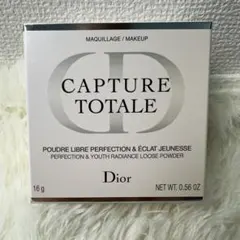 MAQUILLAGE / MAKEUP
CD
CAPTURE
TOTALE
POUDRE LIBRE PERFECTION & ÉCLAT JEUNESSE
PERFECTION & YOUTH RADIANCE LOOSE POWDER
Dior
16 g NET WT. 0.56 OZ